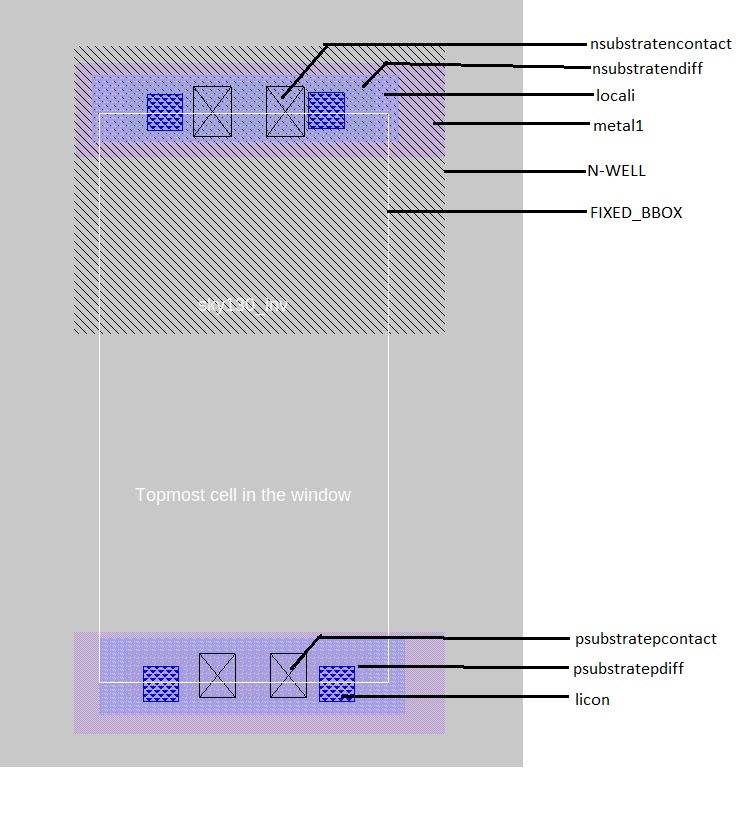 nsubstratencontact
nsubstratendiff
locali
metal1
N-WELL
FIXED_BBOX
sky130_inv
Topmost cell in the window
psubstratepcontact
psubstratepdiff
licon